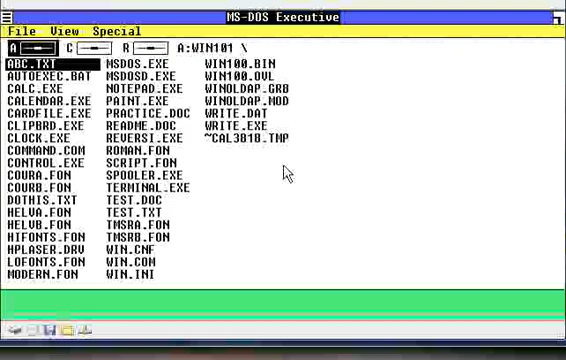 MS-DOS Executive
File View Special
A C R A:WIN101 \
ABC.TXT MSDOS.EXE WIN100.BIN
AUTOEXEC.BAT MSDOSD.EXE WIN100.OVL
CALC.EXE NOTEPAD.EXE WINOLDAP.GRB
CALENDAR.EXE PAINT.EXE WINOLDAP.MOD
CARDFILE.EXE PRACTICE.DOC WRITE.DAT
CLIPBRD.EXE README.DOC WRITE.EXE
CLOCK.EXE REVERSI.EXE ~CAL3818.TMP
COMMAND.COM ROMAN.FON
CONTROL.EXE SCRIPT.FON
COURA.FON SPOOLER.EXE
COURB.FON TERMINAL.EXE
DOTHIS.TXT TEST.DOC
HELVA.FON TEST.TXT
HELVB.FON TMSRA.FON
HIFONTS.FON TMSRB.FON
HPLASER.DRV WIN.CNF
LOFONTS.FON WIN.COM
MODERN.FON WIN.INI